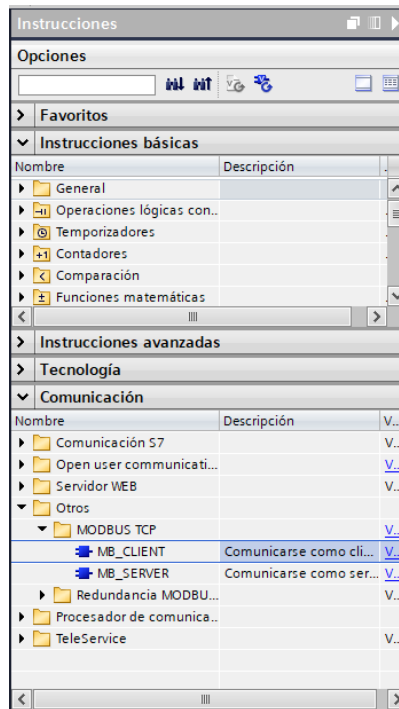 Instrucciones
Opciones
Favoritos
Instrucciones básicas
Nombre Descripción ..
General
Operaciones lógicas con.. .
Temporizadores .
+1 Contadores .
Comparación
Funciones matemáticas
Instrucciones avanzadas
Tecnología
Comunicación
Nombre Descripción V..
Comunicación S7 V..
Open user communicati... V..
Servidor WEB V..
Otros
MODBUS TCP V..
MB_CLIENT Comunicarse como cli... V..
MB_SERVER Comunicarse como ser... V..
Redundancia MODBU... V..
Procesador de comunica..
TeleService V..